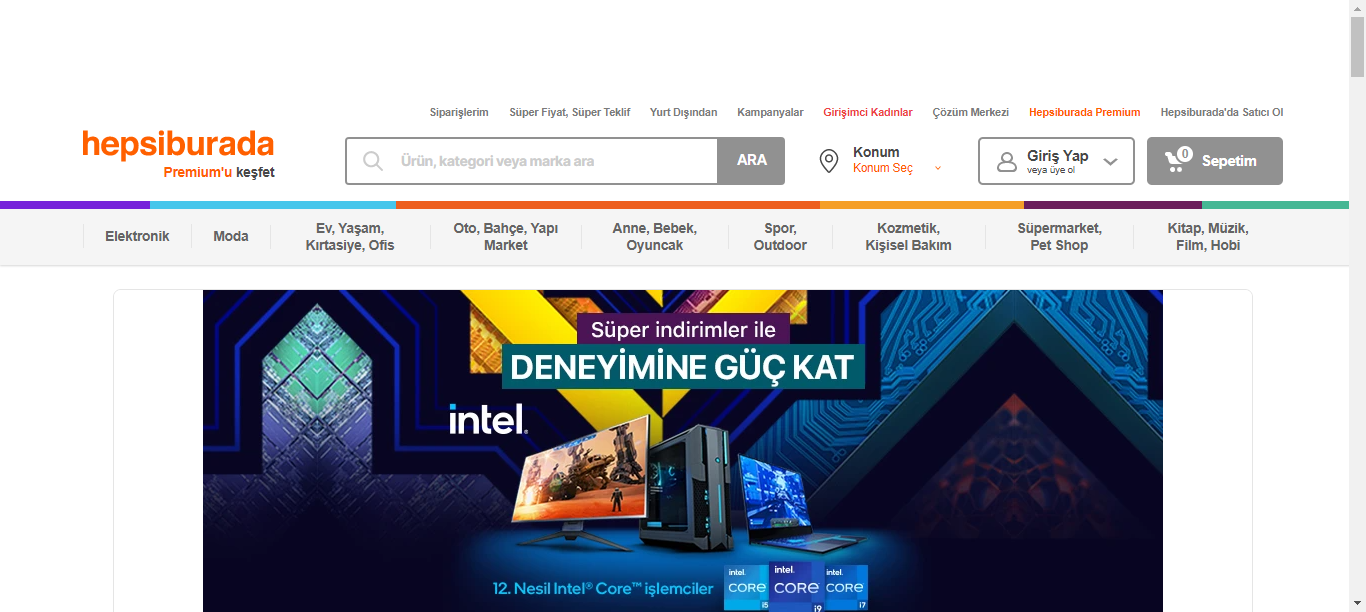 Siparişlerim Süper Fiyat, Süper Teklif Yurt Dışından Kampanyalar Girişimci Kadınlar Çözüm Merkezi Hepsiburada Premium Hepsiburada'da Satıcı Ol
hepsiburada
Premium'u keşfet
Ürün, kategori veya marka ara
ARA
Konum
Konum Seç
Giriş Yap
veya üye ol
0
Sepetim
Elektronik
Moda
Ev, Yaşam,
Kırtasiye, Ofis
Oto, Bahçe, Yapı
Market
Anne, Bebek,
Oyuncak
Spor,
Outdoor
Kozmetik,
Kişisel Bakım
Süpermarket,
Pet Shop
Kitap, Müzik,
Film, Hobi
Süper indirimler ile
DENEYİMİNE GÜÇ KAT
intel.
12. Nesil Intel® Core™ işlemciler
intel.
CORE
i5
intel.
CORE
i9
intel.
CORE
i7